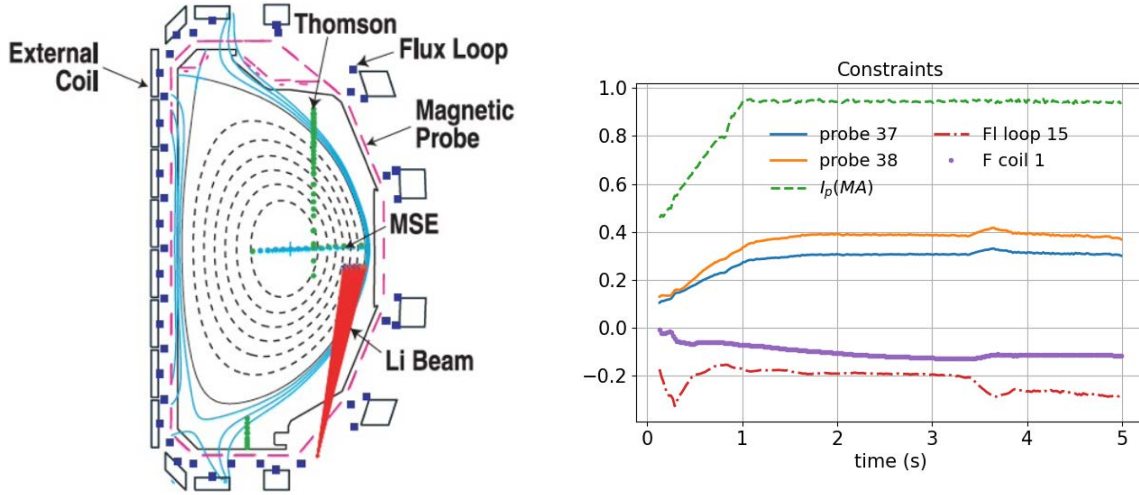 Thomson
External
Coil
Flux Loop
Magnetic
Probe
MSE
Li Beam
Constraints
1.0
0.8
0.6
0.4
0.2
0.0
−0.2
probe 37
probe 38
I_p(MA)
Fl loop 15
F coil 1
0 1 2 3 4 5
time (s)